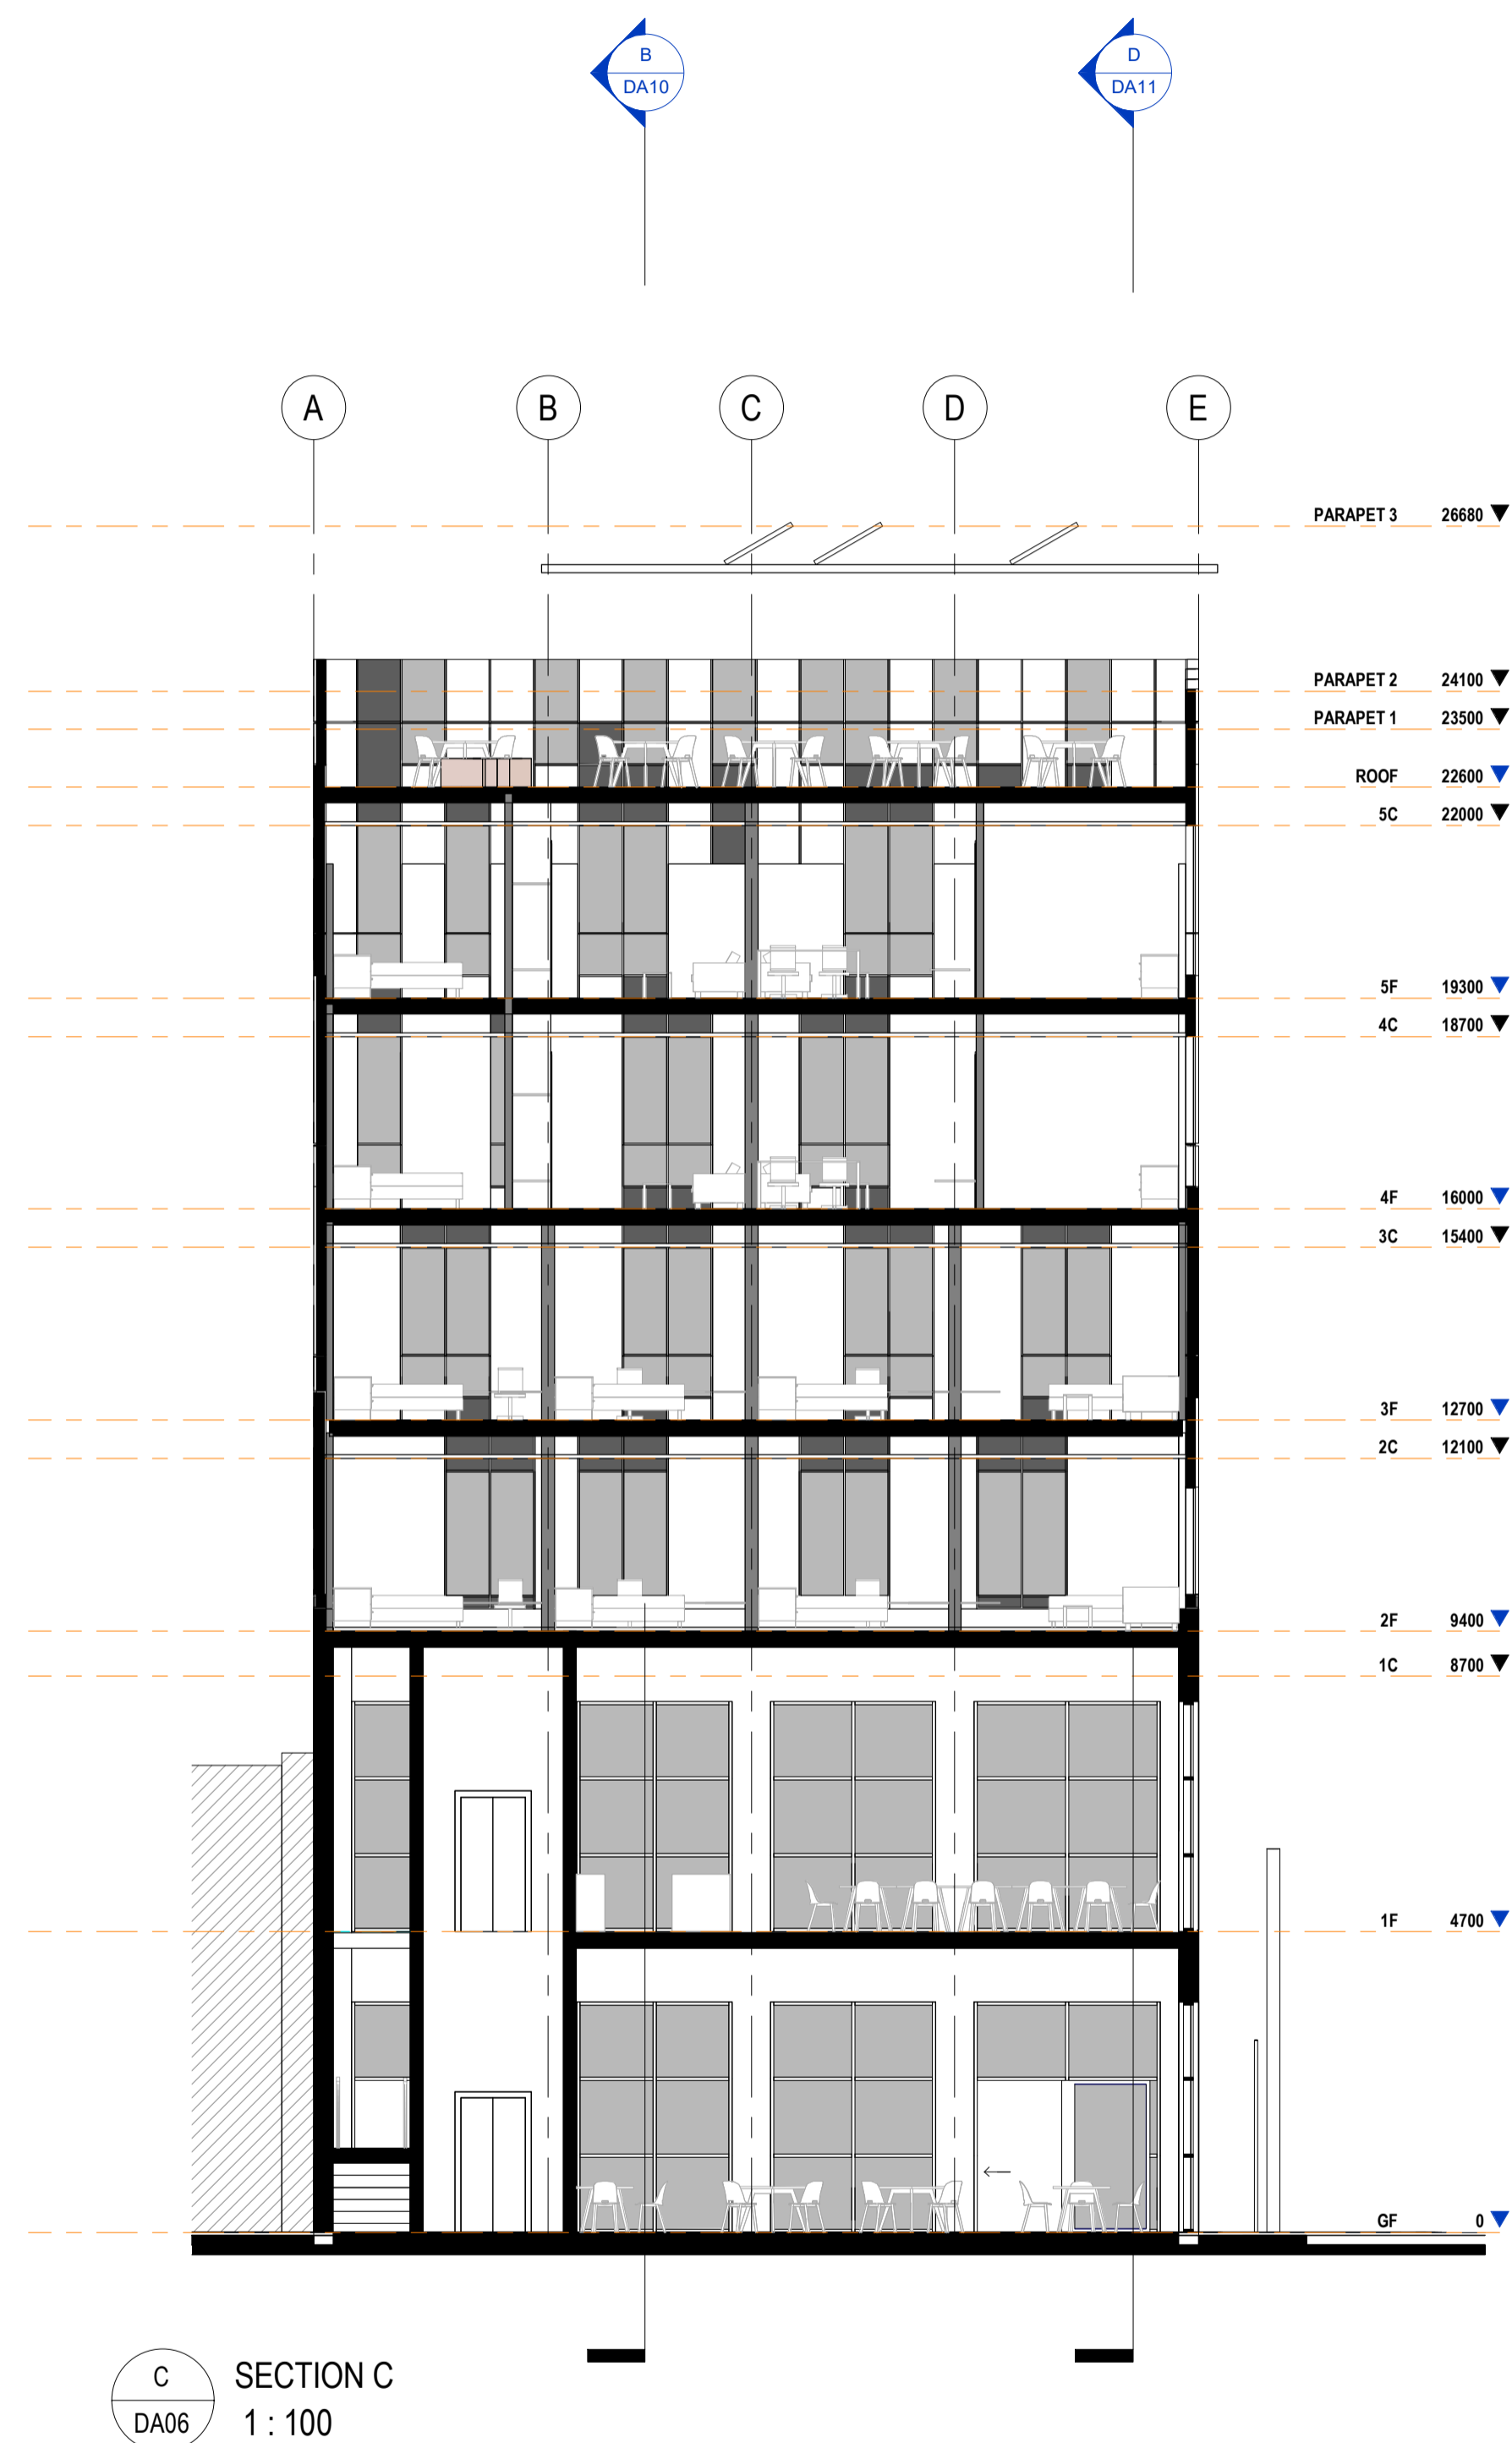 B
DA10
D
DA11
A
B
C
D
E
PARAPET 3 26680
PARAPET 2 24100
PARAPET 1 23500
ROOF 22600
5C 22000
5F 19300
4C 18700
4F 16000
3C 15400
3F 12700
2C 12100
2F 9400
1C 8700
1F 4700
GF 0
C
DA06
SECTION C
1 : 100